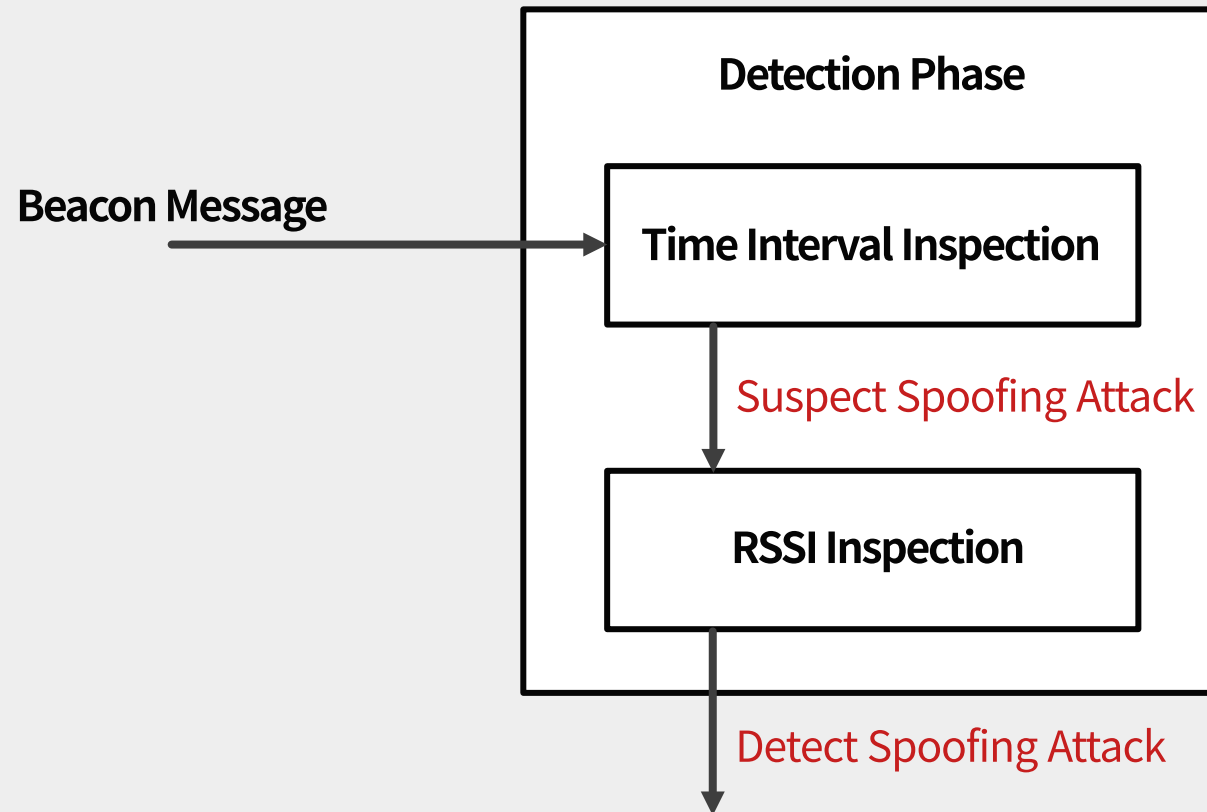 Detection Phase
Beacon Message
Time Interval Inspection
Suspect Spoofing Attack
RSSI Inspection
Detect Spoofing Attack